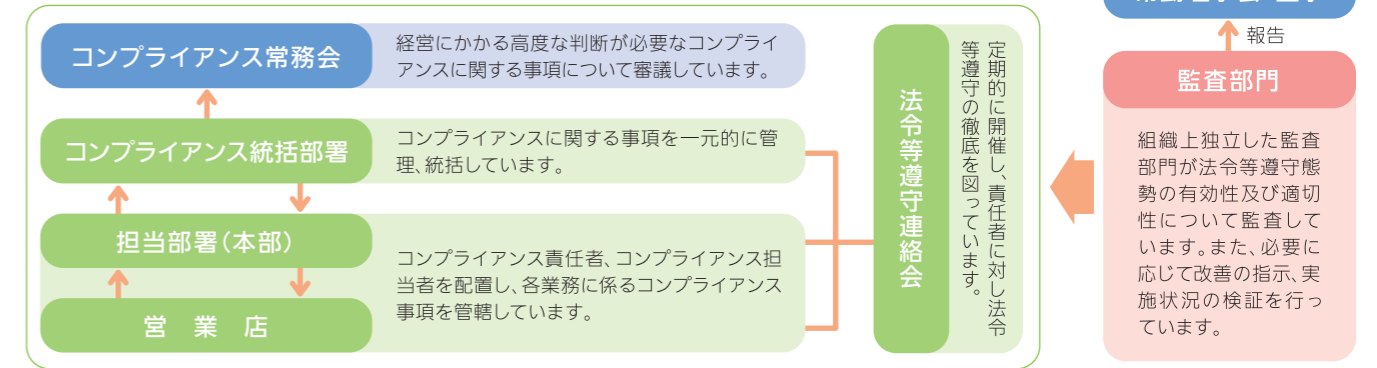 コンプライアンス常務会
経営にかかる高度な判断が必要なコンプライ
アンスに関する事項について審議しています。
コンプライアンス統括部署
コンプライアンスに関する事項を一元的に管
理、統括しています。
担当部署（本部）
営　業　店
コンプライアンス責任者、コンプライアンス担
当者を配置し、各業務に係るコンプライアンス
事項を管轄しています。
法令等遵守連絡会
定期的に開催し、責任者に対し法令
等遵守の徹底を図っています。
報告
監査部門
組織上独立した監査
部門が法令等遵守態
勢の有効性及び適切
性について監査して
います。また、必要に
応じて改善の指示、実
施状況の検証を行っ
ています。